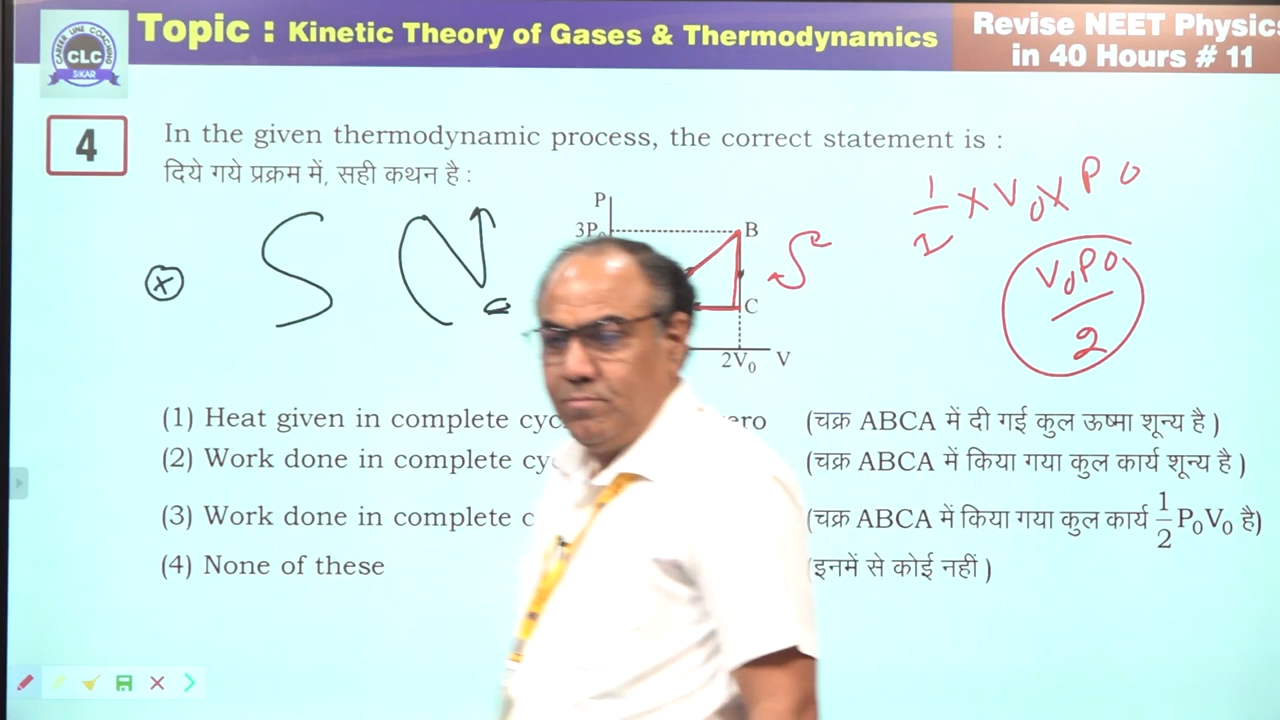 CAREER LINE COACHING
CLC
SIKAR
Topic : Kinetic Theory of Gases & Thermodynamics
Revise NEET Physics
in 40 Hours # 11
4
In the given thermodynamic process, the correct statement is :
दिये गये प्रक्रम में, सही कथन है :
P
3P
B
C
2V₀ V
1/2 × V₀ × P₀
V₀P₀/2
(1) Heat given in complete ero (चक्र ABCA में दी गई कुल ऊष्मा शून्य है )
(2) Work done in complete (चक्र ABCA में किया गया कुल कार्य शून्य है )
(3) Work done in complete (चक्र ABCA में किया गया कुल कार्य 1/2 P₀V₀ है)
(4) None of these (इनमें से कोई नहीं )